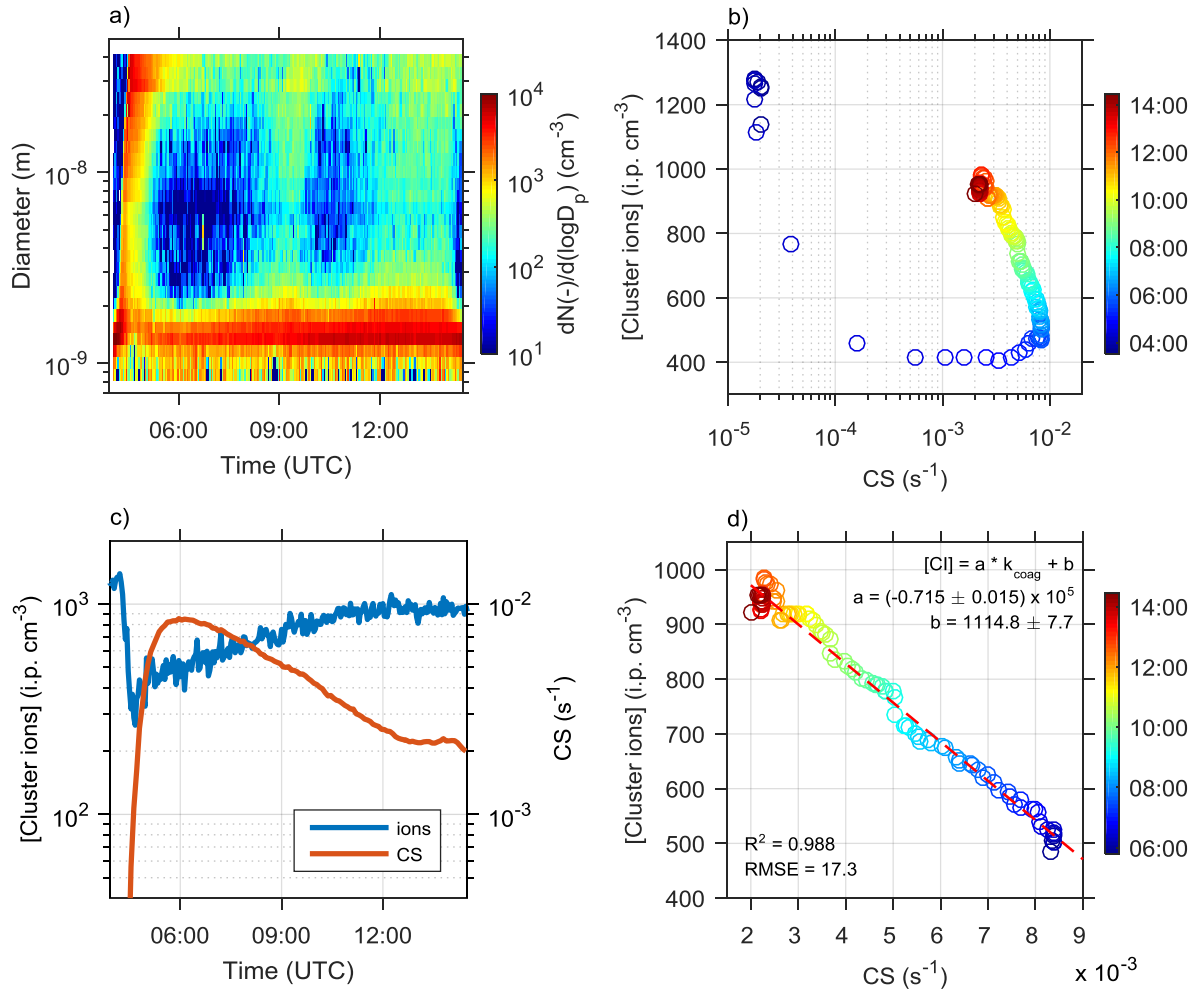 a)
Diameter (m)
10^-8
10^-9
06:00 09:00 12:00
Time (UTC)
10^4
10^3
10^2
10^1
dN(-)/d(logD_p) (cm^-3)
b)
[Cluster ions] (i.p. cm^-3)
1400
1200
1000
800
600
400
10^-5 10^-4 10^-3 10^-2
CS (s^-1)
14:00
12:00
10:00
08:00
06:00
04:00
c)
[Cluster ions] (i.p. cm^-3)
10^3
10^2
06:00 09:00 12:00
Time (UTC)
10^-2
10^-3
CS (s^-1)
ions
CS
d)
[Cluster ions] (i.p. cm^-3)
1000
900
800
700
600
500
400
2 3 4 5 6 7 8 9
CS (s^-1)
x 10^-3
[CI] = a * k_coag + b
a = (-0.715 ± 0.015) x 10^5
b = 1114.8 ± 7.7
R^2 = 0.988
RMSE = 17.3
14:00
12:00
10:00
08:00
06:00